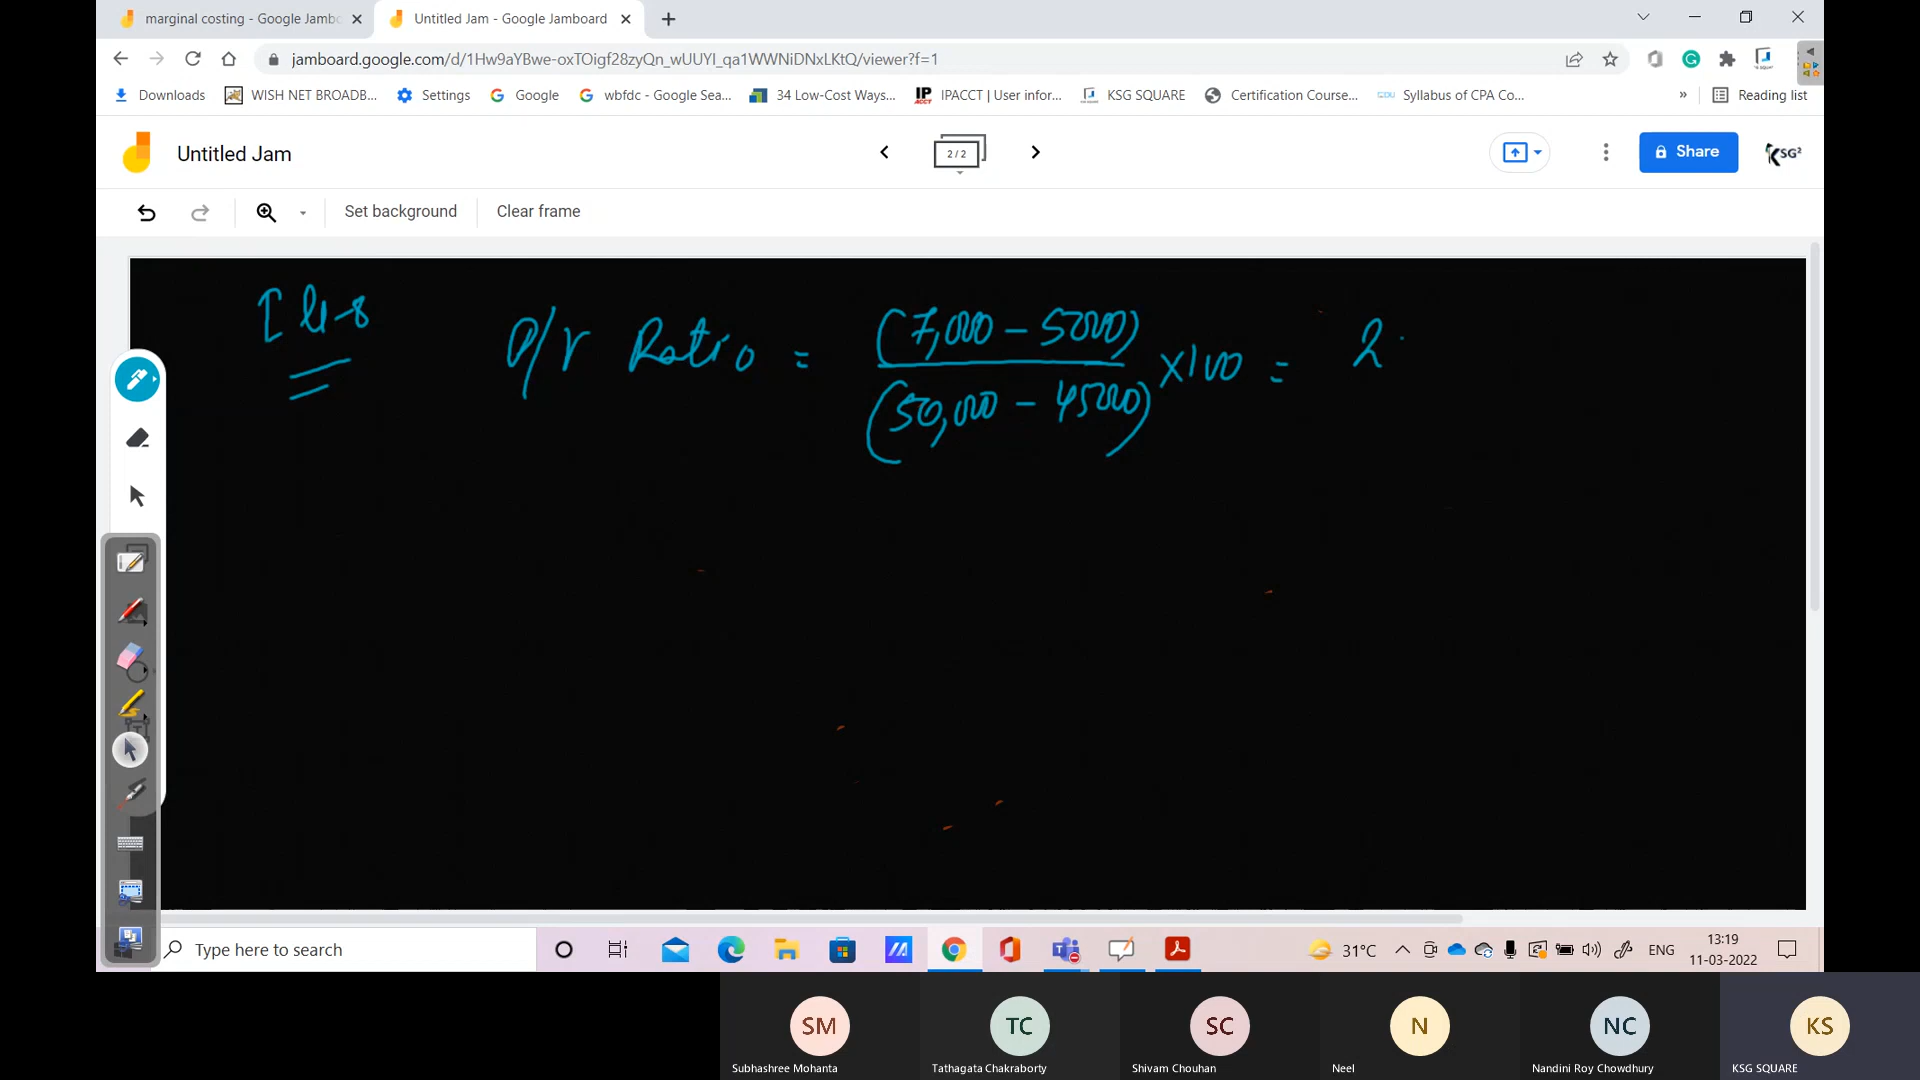 marginal costing - Google Jambo
Untitled Jam - Google Jamboard
jamboard.google.com/d/1Hw9aYBwe-oxTOigf28zyQn_wUUYI_qa1WWNiDNxLKtQ/viewer?f=1
Downloads WISH NET BROADB... Settings Google wbfdc - Google Sea... 34 Low-Cost Ways... IPACCT | User infor... KSG SQUARE Certification Course... Syllabus of CPA Co... » Reading list
Untitled Jam 2 / 2 Share KSG²
Set background Clear frame
Ill-8
P/V Ratio = (7,000 - 5000) / (50,000 - 45000) ×100 = 2
Type here to search 31°C ENG 13:19
11-03-2022
SM TC SC N NC KS
Subhashree Mohanta Tathagata Chakraborty Shivam Chouhan Neel Nandini Roy Chowdhury KSG SQUARE